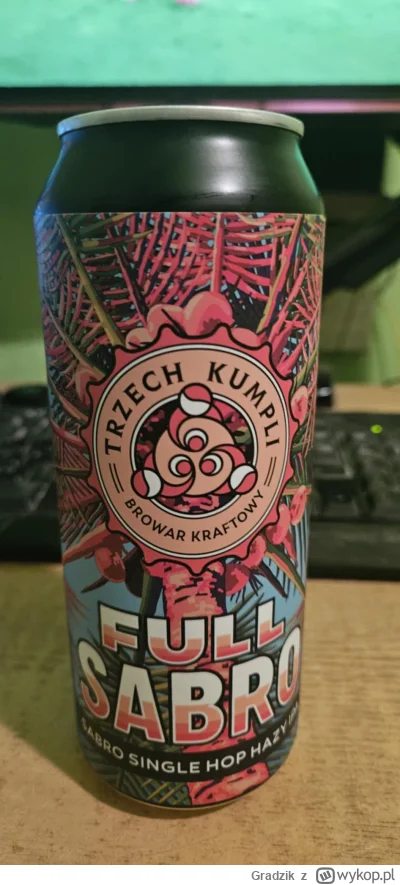 TRZECH KUMPLI
BROWAR KRAFTOWY
FULL
SABRO
SABRO SINGLE HOP HAZY IPA
Gradzik z wykop.pl